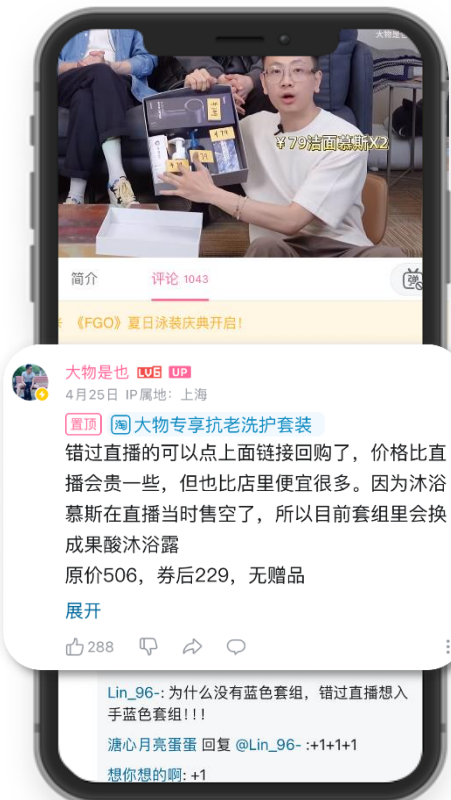 大物是也
¥79洁面慕斯X2
¥79
简介 评论 1043 弹
《FGO》夏日泳装庆典开启！
大物是也 LV6 UP
4月25日 IP属地：上海
置顶 淘 大物专享抗老洗护套装
错过直播的可以点上面链接回购了，价格比直
播会贵一些，但也比店里便宜很多。因为沐浴
慕斯在直播当时售空了，所以目前套组里会换
成果酸沐浴露
原价506，券后229，无赠品
展开
288
Lin_96-: 为什么没有蓝色套组，错过直播想入
手蓝色套组！！！
溏心月亮蛋蛋 回复 @Lin_96- :+1+1+1
想你想的啊: +1